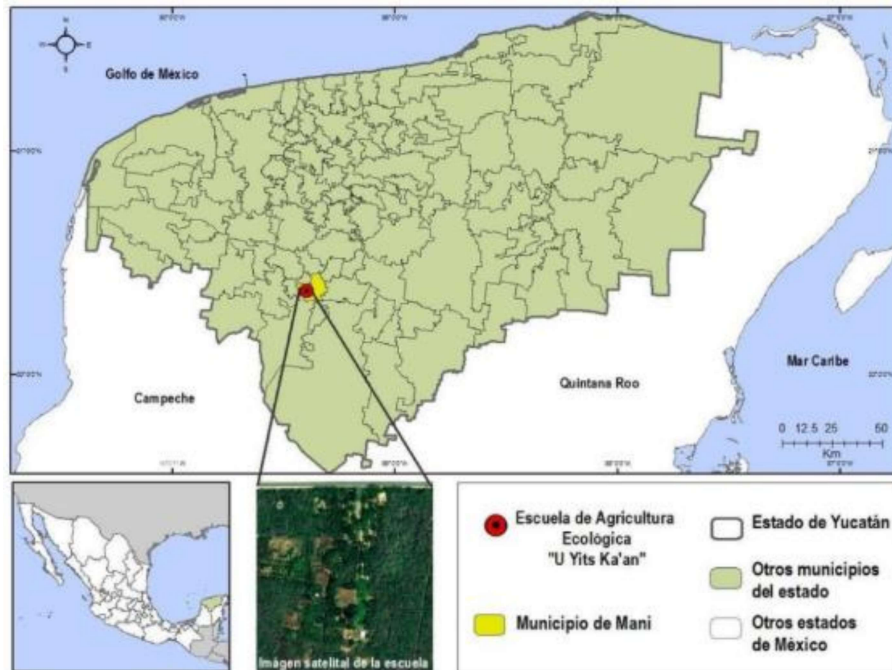 N
W
E
S
Golfo de México
Campeche
Quintana Roo
Mar Caribe
0 12.5 25 50
Km
Imágen satelital de la escuela
Escuela de Agricultura
Ecológica
"U Yits Ka'an"
Municipio de Mani
Estado de Yucatán
Otros municipios
del estado
Otros estados
de México